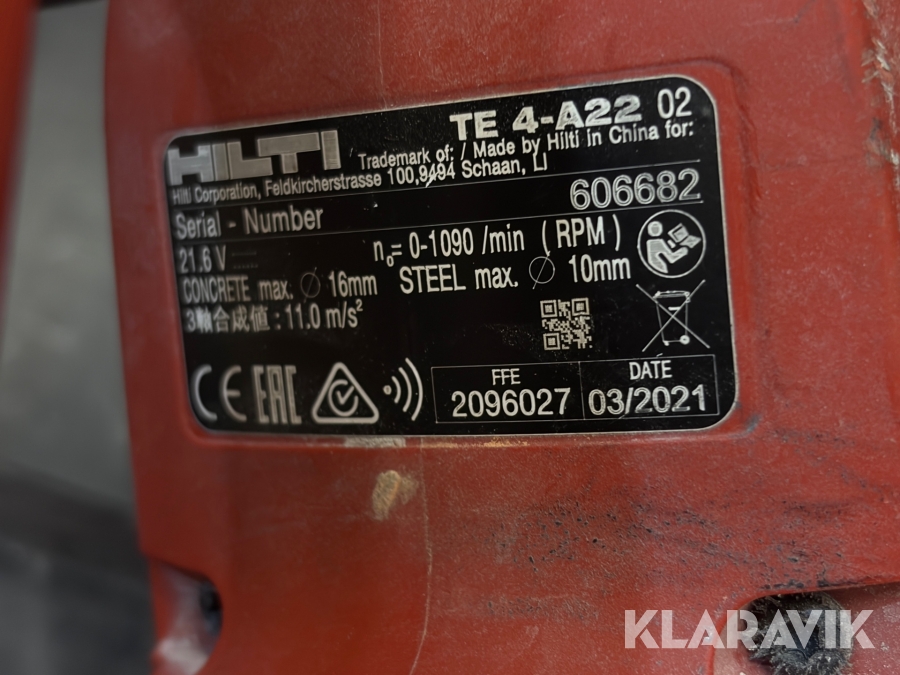 TE 4-A22 02
HILTI
Trademark of: / Made by Hilti in China for:
Hilti Corporation, Feldkircherstrasse 100,9494 Schaan, LI
Serial - Number 606682
21.6 V n₀= 0-1090 /min (RPM)
CONCRETE max. Ø 16mm STEEL max. Ø 10mm
3軸合成値 : 11.0 m/s²
CE EAC
FFE DATE
2096027 03/2021
KLARAVIK